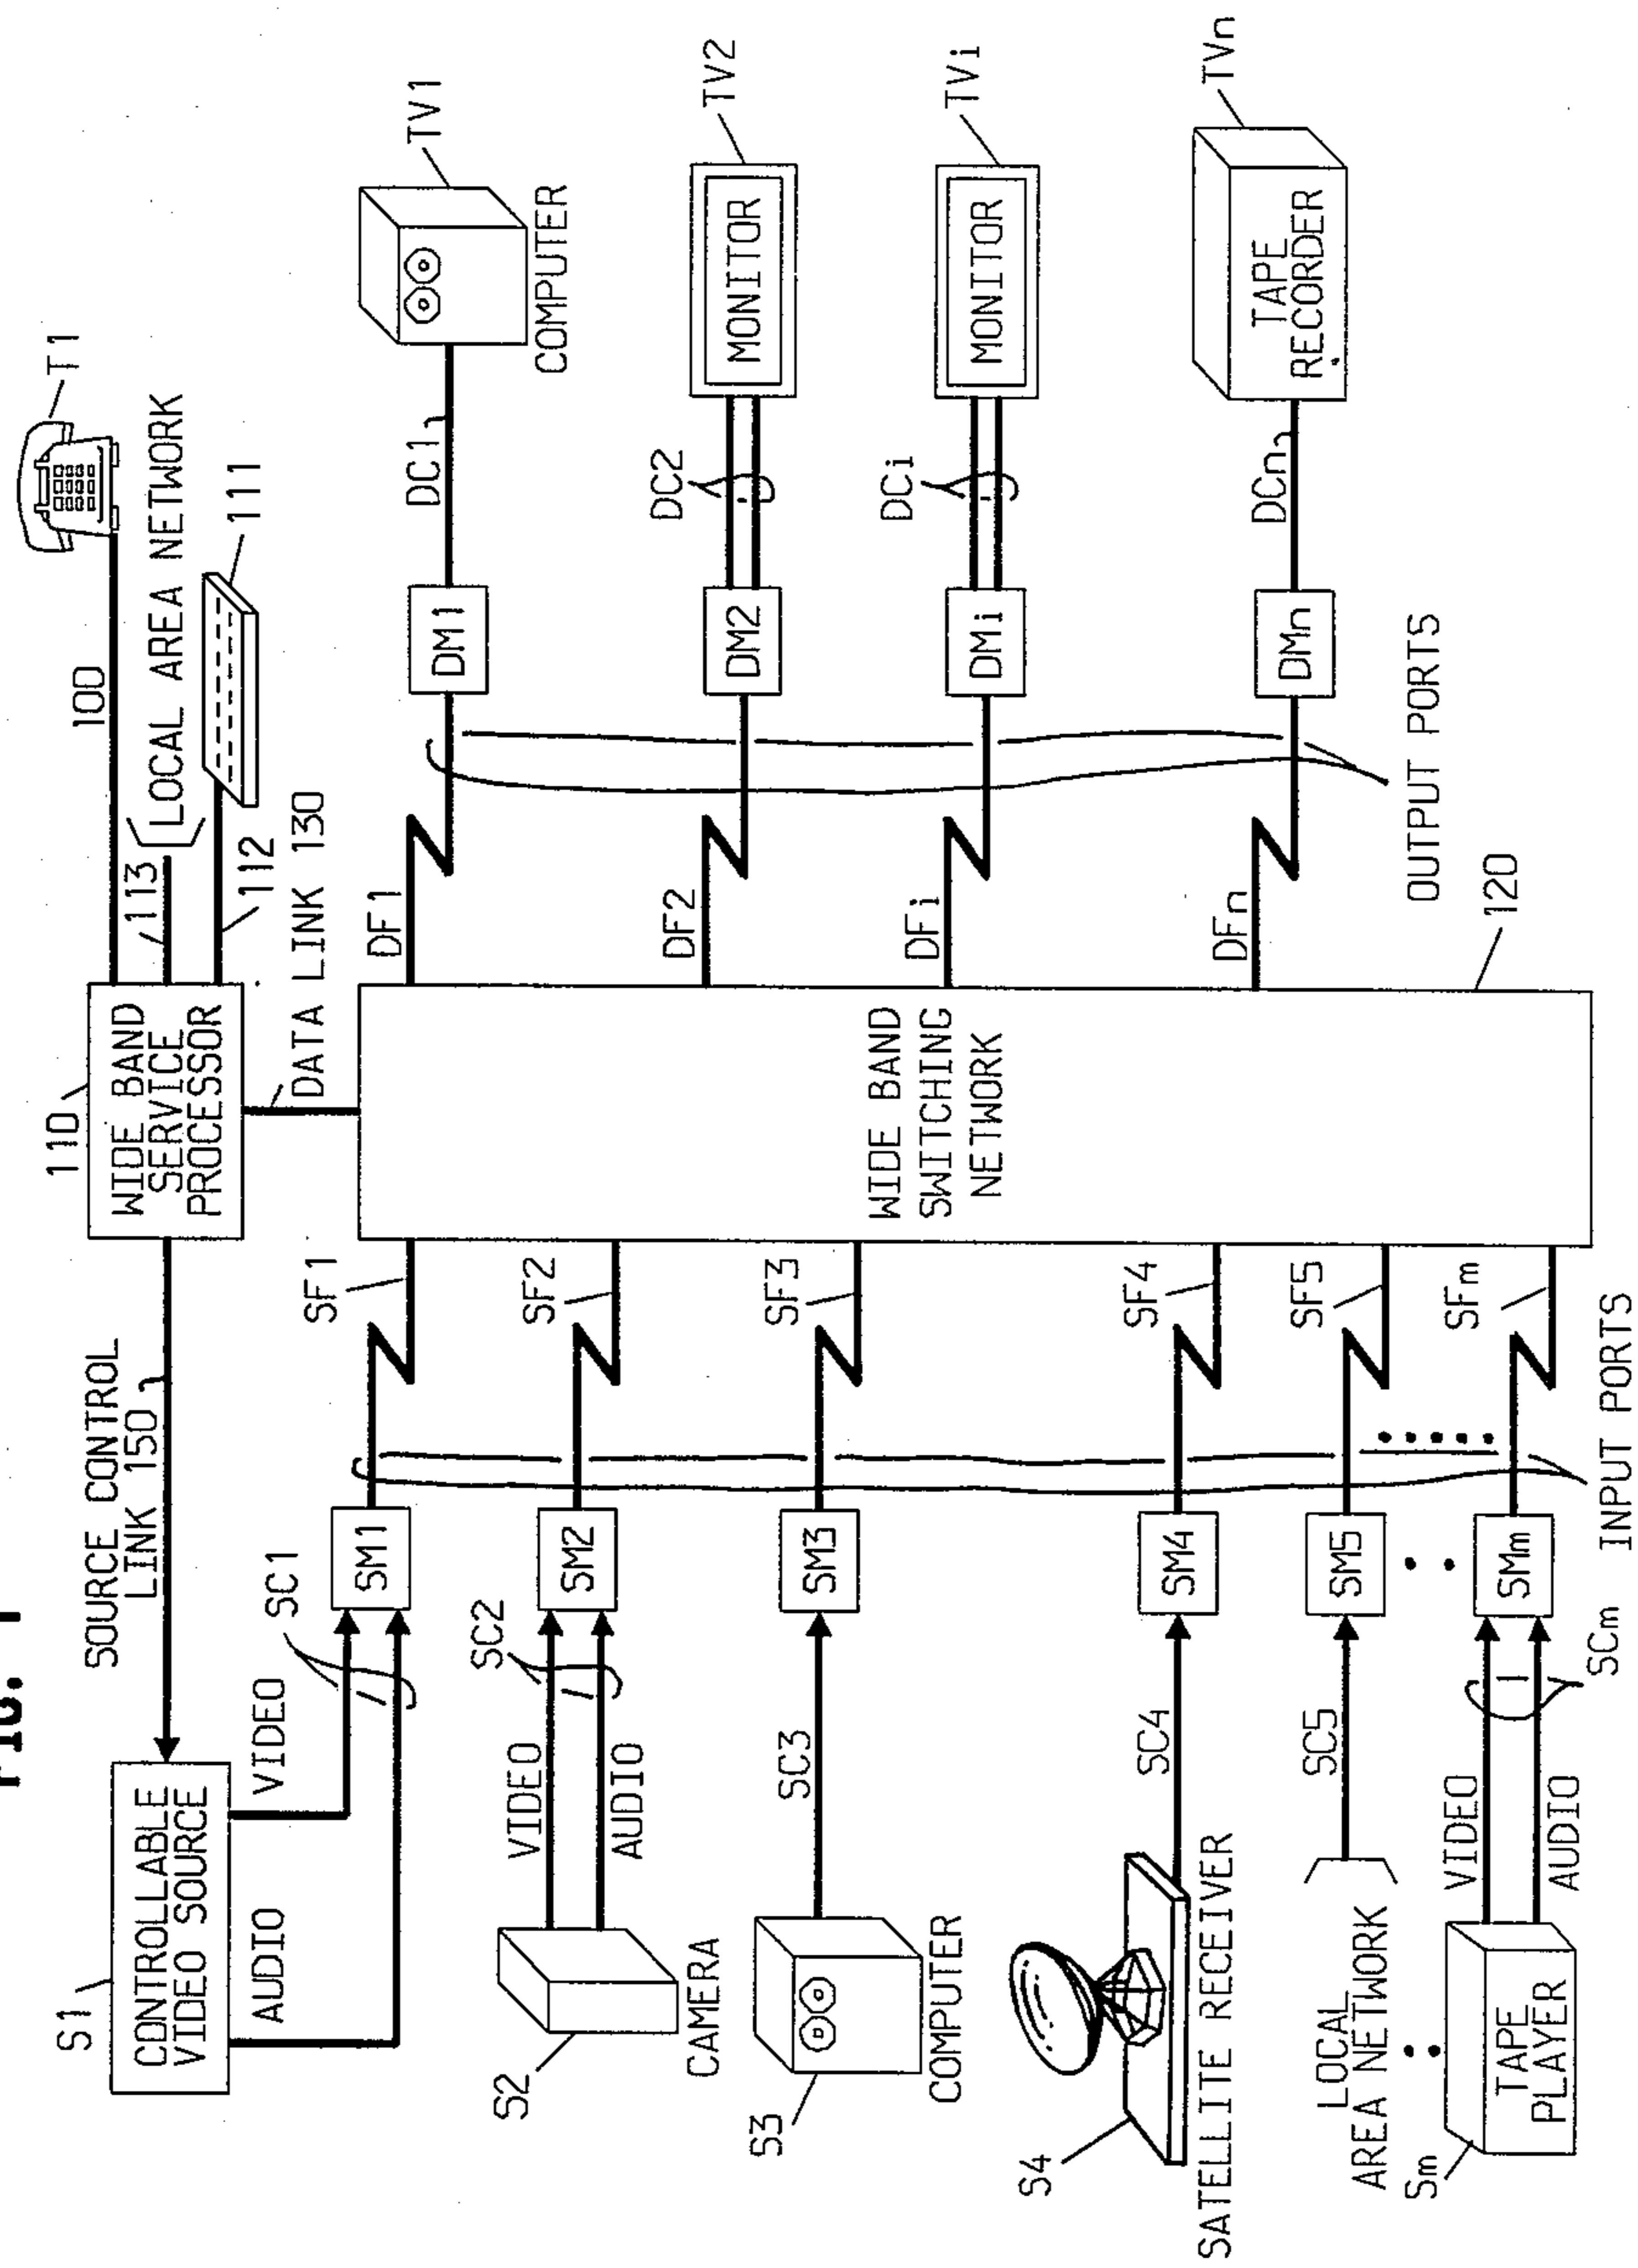 FIG. 1
S1
CONTROLLABLE
VIDEO SOURCE
SOURCE CONTROL
LINK 150
110
WIDE BAND
SERVICE
PROCESSOR
100
T1
113
LOCAL AREA NETWORK
111
112
DATA LINK 130
AUDIO
VIDEO
SC1
SM1
SF1
DF1
DM1
DC1
TV1
COMPUTER
S2
CAMERA
VIDEO
AUDIO
SC2
SM2
SF2
DF2
DM2
DC2
MONITOR
TV2
S3
COMPUTER
SC3
SM3
SF3
WIDE BAND
SWITCHING
NETWORK
DFi
DMi
DCi
MONITOR
TVi
S4
SATELLITE RECEIVER
SC4
SM4
SF4
DFn
DMn
DCn
TAPE
RECORDER
TVn
LOCAL
AREA NETWORK
SC5
SM5
SF5
OUTPUT PORTS
120
Sm
TAPE
PLAYER
VIDEO
AUDIO
SCm
SMm
SFm
INPUT PORTS